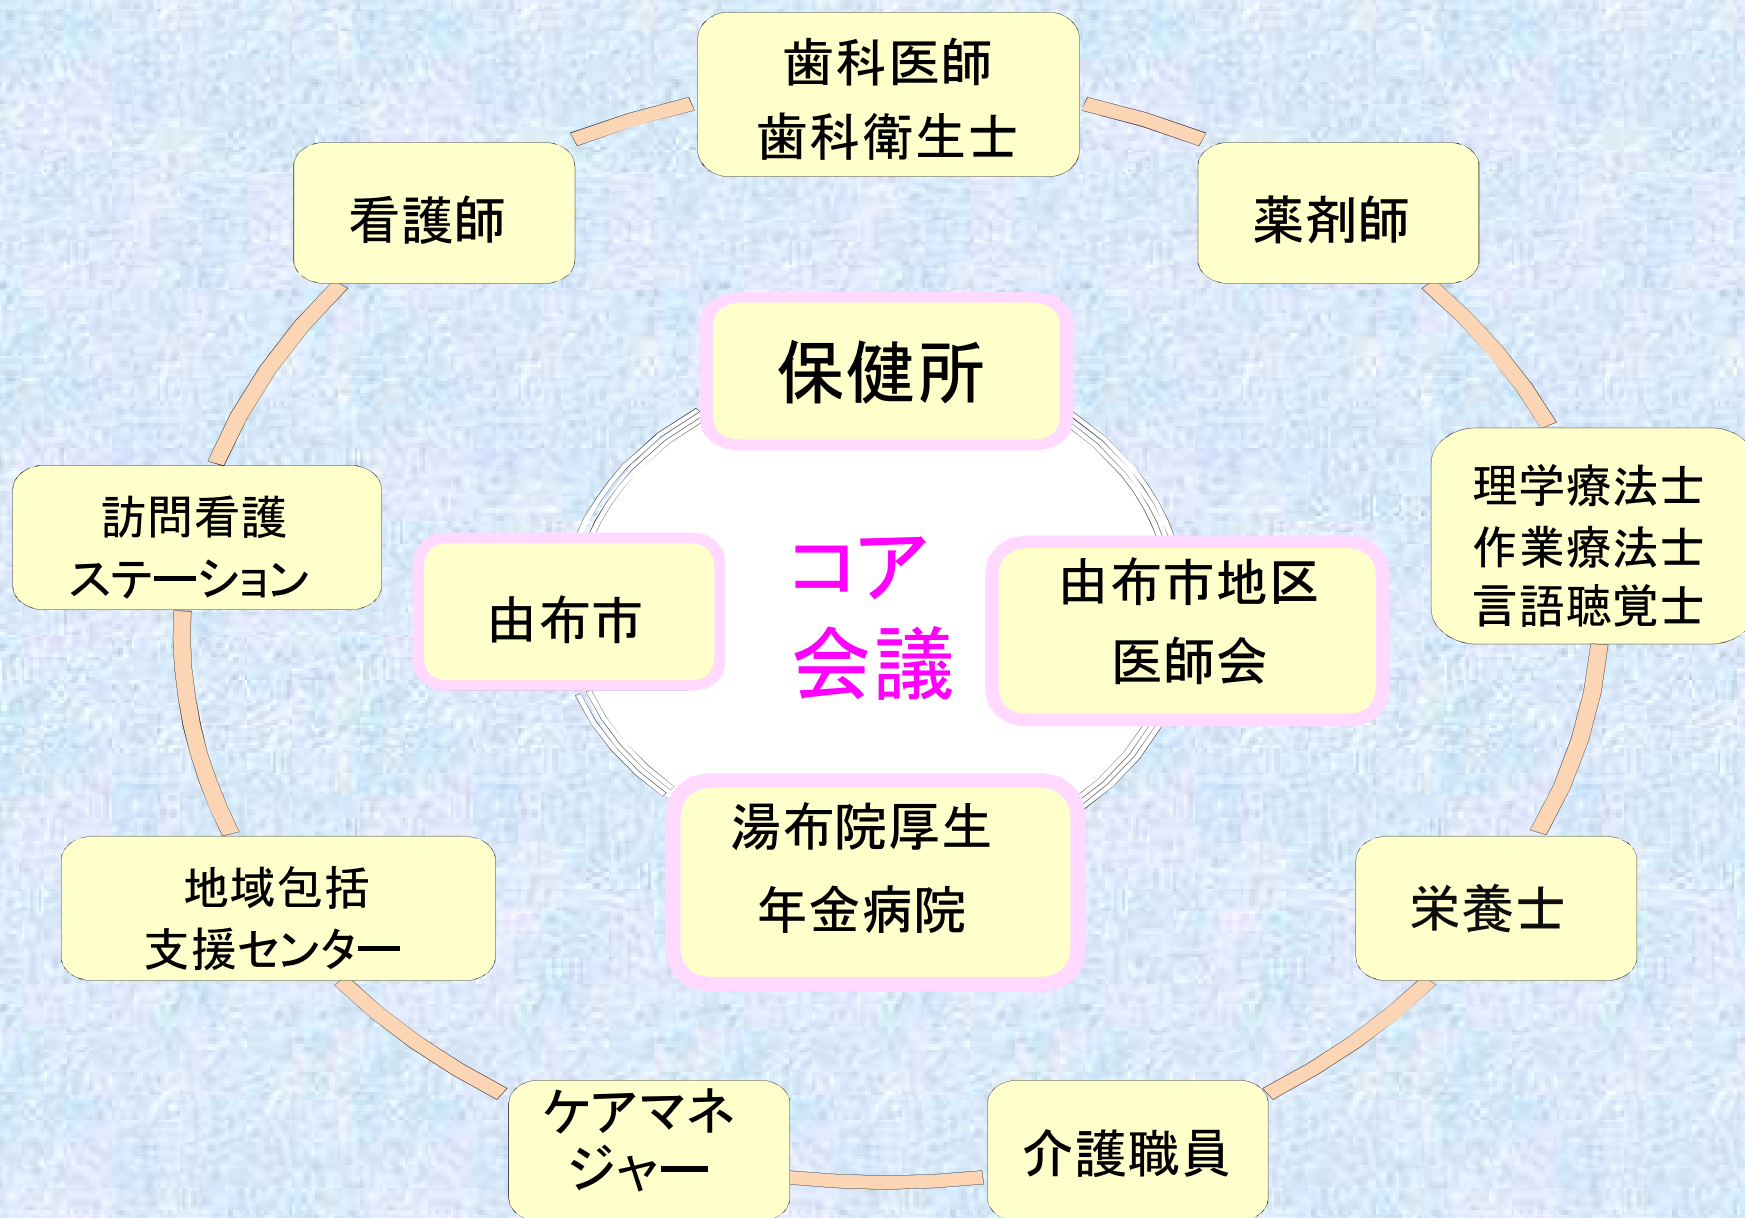 歯科医師
歯科衛生士
看護師
薬剤師
保健所
理学療法士
作業療法士
言語聴覚士
訪問看護
ステーション
由布市
コア
会議
由布市地区
医師会
湯布院厚生
年金病院
地域包括
支援センター
栄養士
ケアマネ
ジャー
介護職員